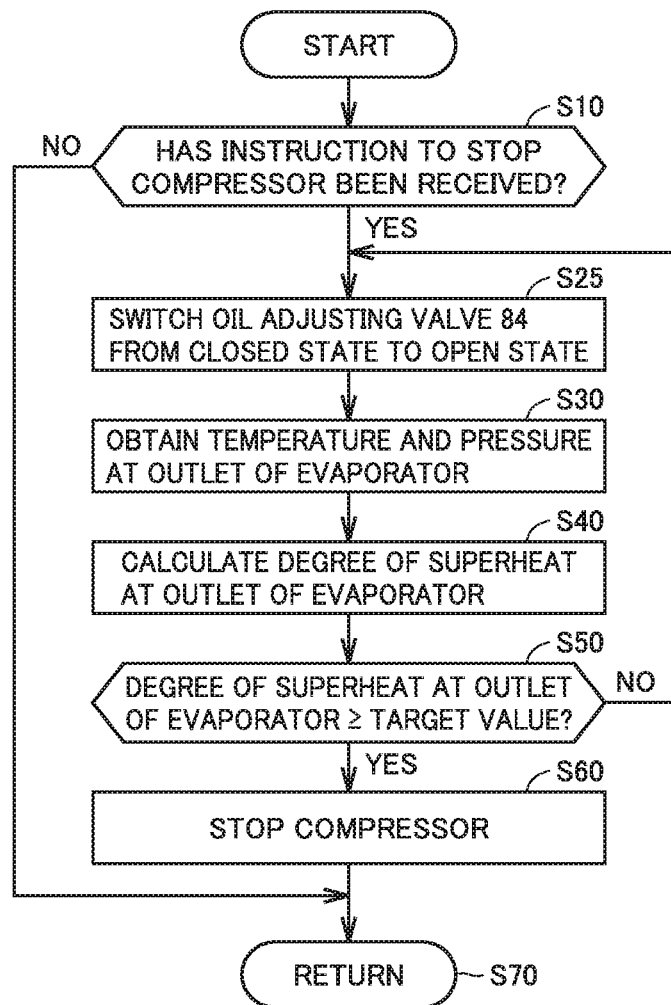 START
S10
NO
HAS INSTRUCTION TO STOP
COMPRESSOR BEEN RECEIVED?
YES
S25
SWITCH OIL ADJUSTING VALVE 84
FROM CLOSED STATE TO OPEN STATE
S30
OBTAIN TEMPERATURE AND PRESSURE
AT OUTLET OF EVAPORATOR
S40
CALCULATE DEGREE OF SUPERHEAT
AT OUTLET OF EVAPORATOR
S50
DEGREE OF SUPERHEAT AT OUTLET
OF EVAPORATOR ≥ TARGET VALUE?
NO
YES
S60
STOP COMPRESSOR
RETURN
S70